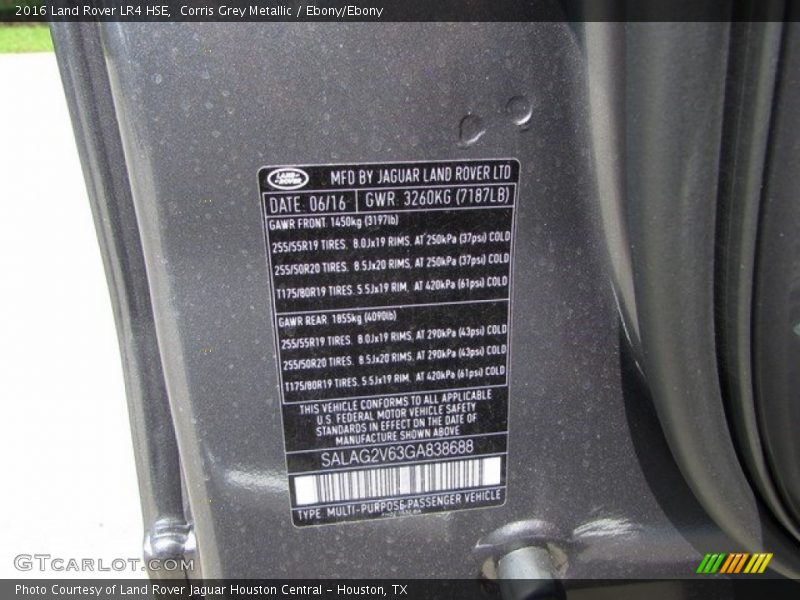 2016 Land Rover LR4 HSE, Corris Grey Metallic / Ebony/Ebony
LAND ROVER
MFD BY JAGUAR LAND ROVER LTD
DATE. 06/16 GWR. 3260KG (7187LB)
GAWR FRONT. 1450kg (3197lb)
255/55R19 TIRES, 8.0Jx19 RIMS, AT 250kPa (37psi) COLD
255/50R20 TIRES, 8.5Jx20 RIMS, AT 250kPa (37psi) COLD
T175/80R19 TIRES, 5.5Jx19 RIM, AT 420kPa (61psi) COLD
GAWR REAR. 1855kg (4090lb)
255/55R19 TIRES, 8.0Jx19 RIMS, AT 290kPa (43psi) COLD
255/50R20 TIRES, 8.5Jx20 RIMS, AT 290kPa (43psi) COLD
T175/80R19 TIRES, 5.5Jx19 RIM, AT 420kPa (61psi) COLD
THIS VEHICLE CONFORMS TO ALL APPLICABLE
U.S. FEDERAL MOTOR VEHICLE SAFETY
STANDARDS IN EFFECT ON THE DATE OF
MANUFACTURE SHOWN ABOVE
SALAG2V63GA838688
TYPE. MULTI-PURPOSE PASSENGER VEHICLE
GTCARLOT.COM
Photo Courtesy of Land Rover Jaguar Houston Central - Houston, TX